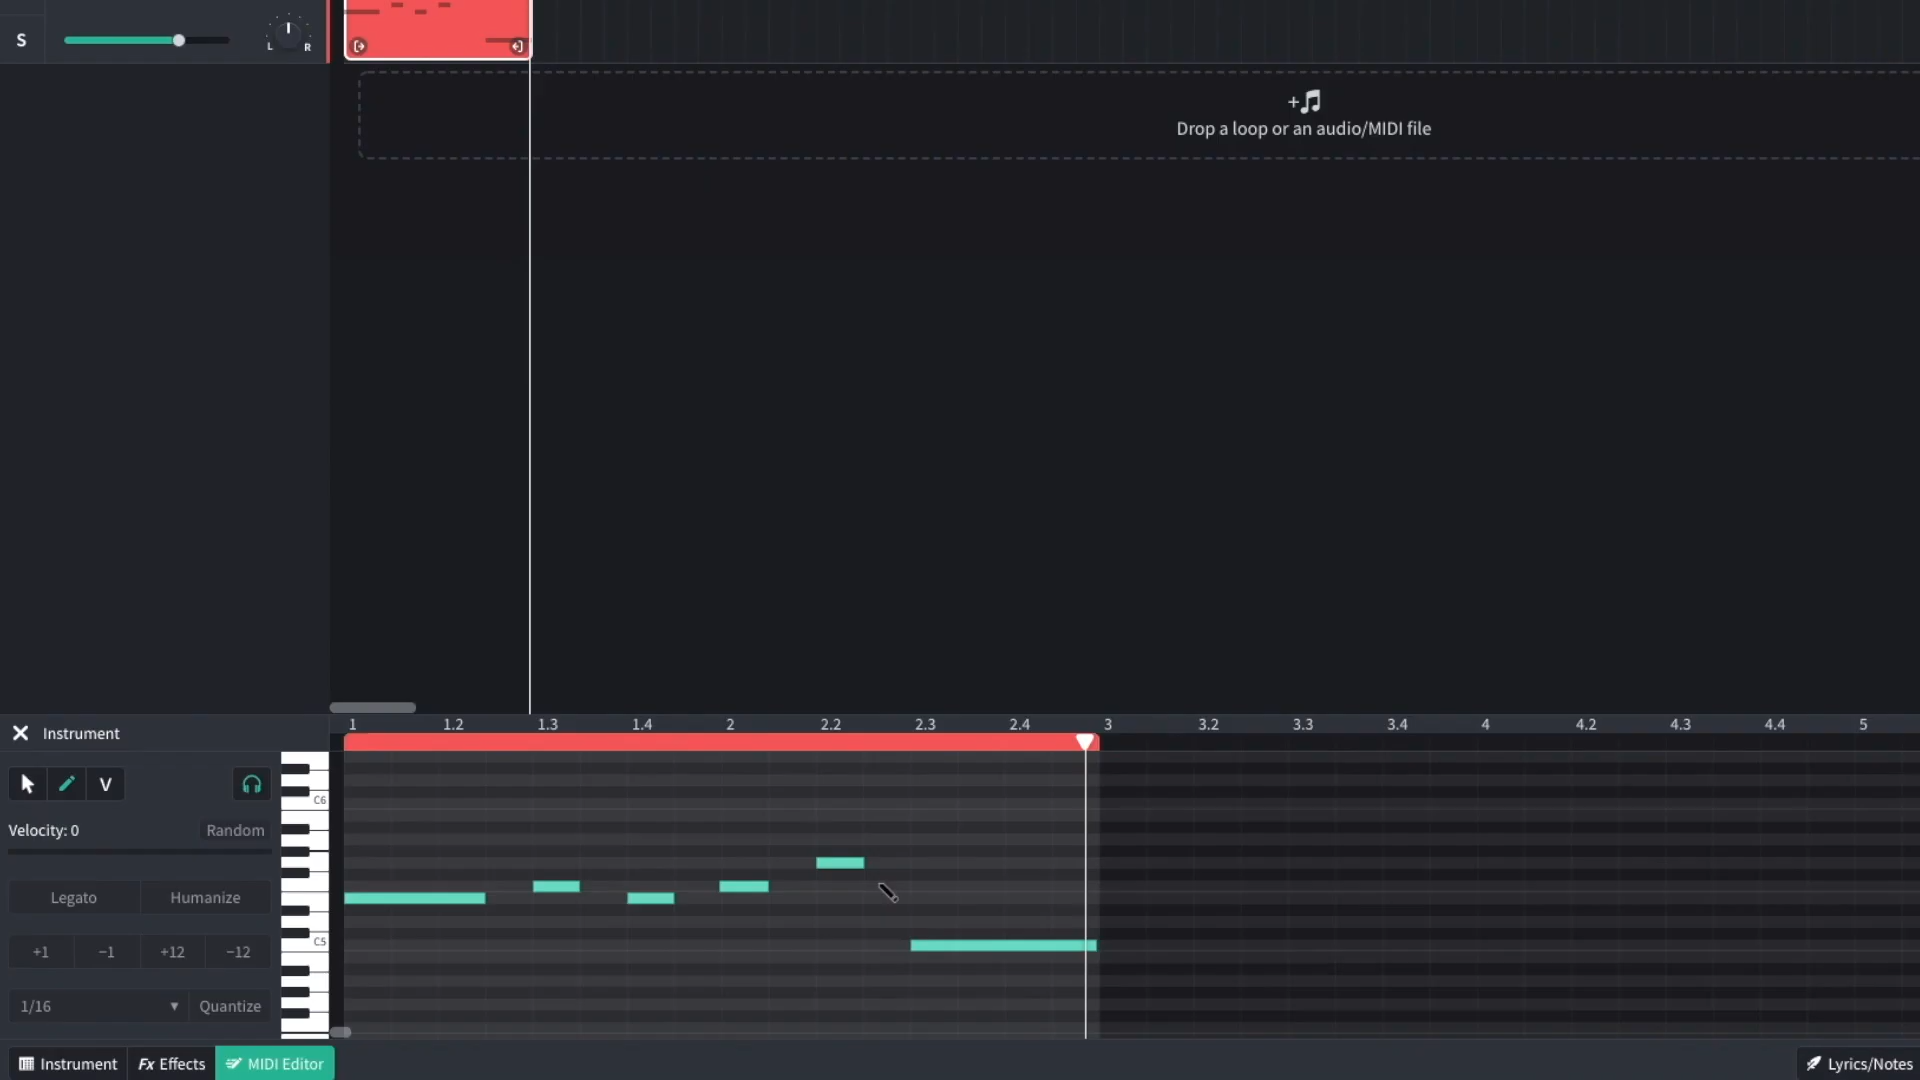 S
L R
+
Drop a loop or an audio/MIDI file
Instrument
1 1.2 1.3 1.4 2 2.2 2.3 2.4 3 3.2 3.3 3.4 4 4.2 4.3 4.4 5
V
C6
Velocity: 0 Random
Legato Humanize
C5
+1 −1 +12 −12
1/16 Quantize
Instrument Fx Effects MIDI Editor Lyrics/Notes